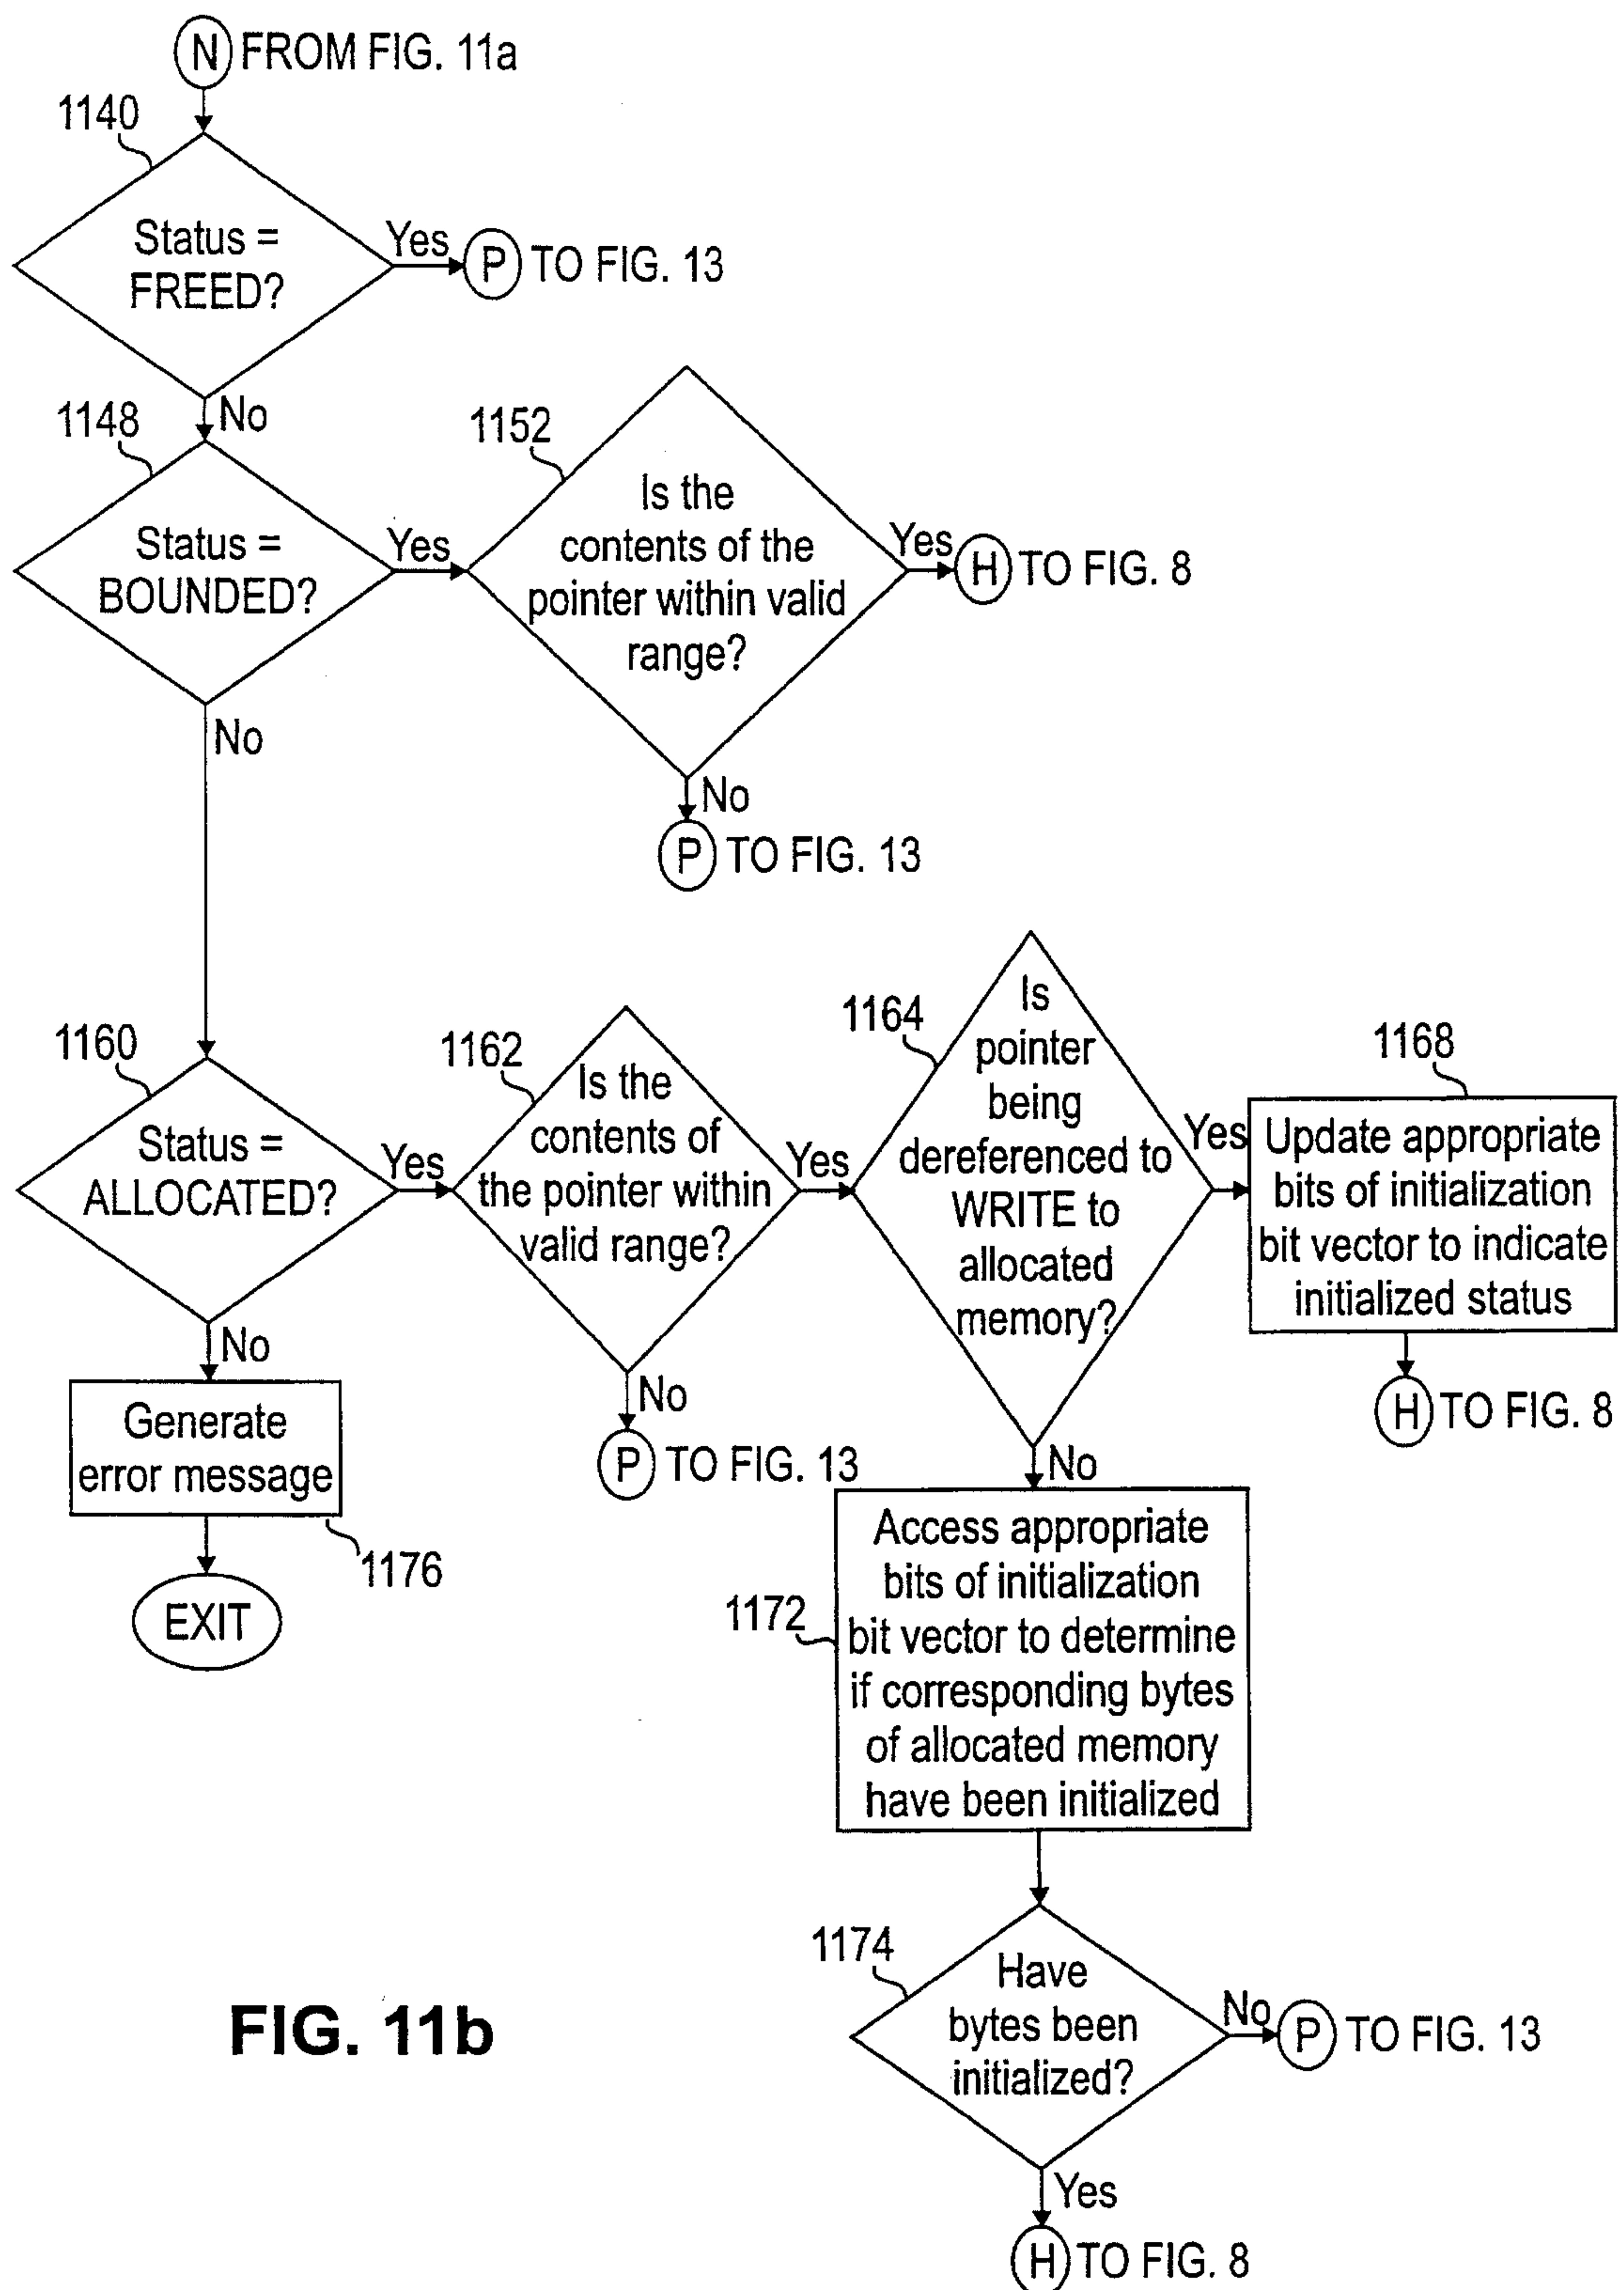 N FROM FIG. 11a
1140
Status =
FREED?
Yes
P TO FIG. 13
No
1148
Status =
BOUNDED?
Yes
1152
Is the
contents of the
pointer within valid
range?
Yes
H TO FIG. 8
No
P TO FIG. 13
No
1160
Status =
ALLOCATED?
Yes
1162
Is the
contents of
the pointer within
valid range?
Yes
1164
Is
pointer
being
dereferenced to
WRITE to
allocated
memory?
Yes
1168
Update appropriate
bits of initialization
bit vector to indicate
initialized status
H TO FIG. 8
No
Generate
error message
1176
EXIT
No
P TO FIG. 13
No
1172
Access appropriate
bits of initialization
bit vector to determine
if corresponding bytes
of allocated memory
have been initialized
1174
Have
bytes been
initialized?
No
P TO FIG. 13
Yes
H TO FIG. 8
FIG. 11b